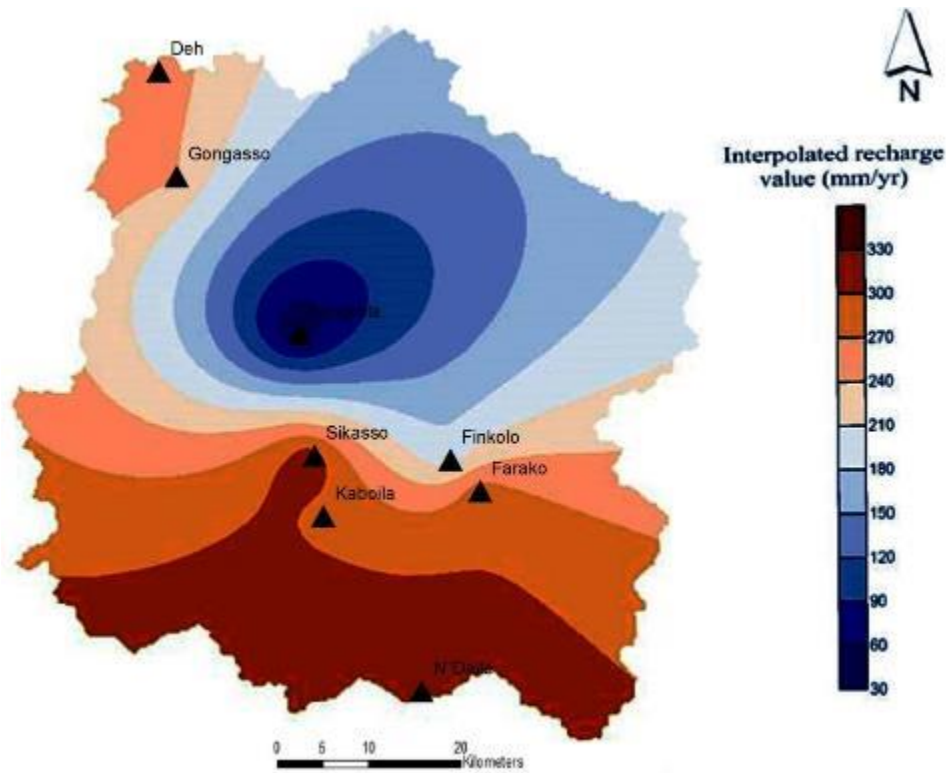 Deh
N
Gongasso
Interpolated recharge
value (mm/yr)
330
300
270
240
210
180
150
120
90
60
30
Sikasso
Finkolo
Farako
Kaboila
0 5 10 20
Kilometers